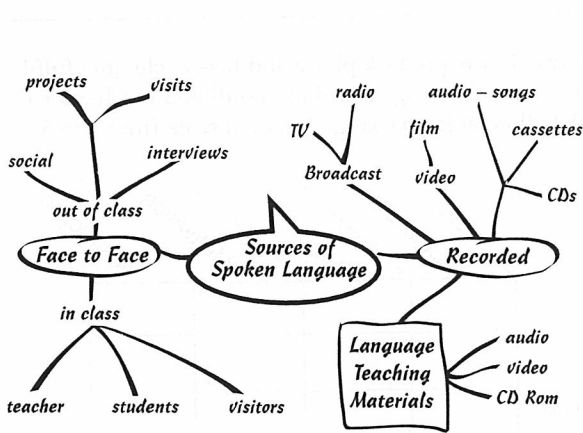 projects
visits
social
interviews
out of class
Face to Face
in class
teacher
students
visitors
Sources of
Spoken Language
radio
TV
Broadcast
film
video
audio – songs
cassettes
CDs
Recorded
Language
Teaching
Materials
audio
video
CD Rom